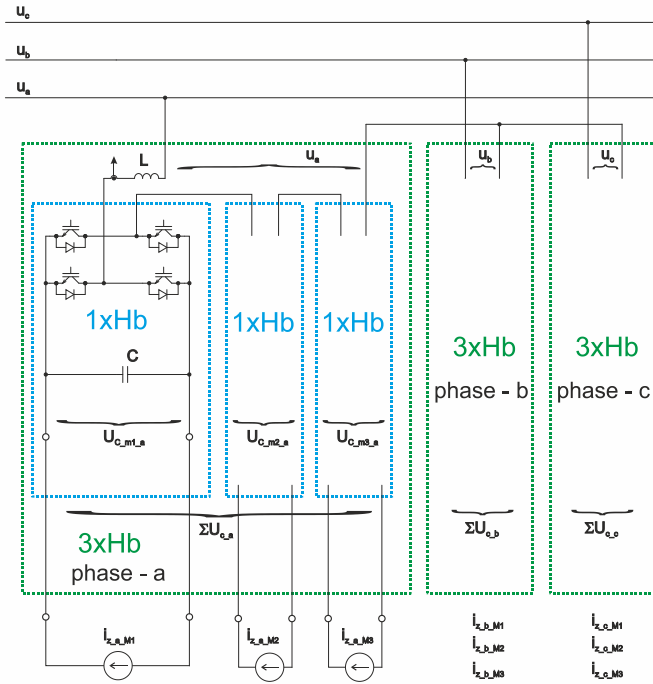 u_c
u_b
u_a
L
u_a
u_b
u_c
1xHb
1xHb
1xHb
C
3xHb
phase - b
3xHb
phase - c
U_C_m1_a
U_C_m2_a
U_C_m3_a
ΣU_c_a
ΣU_c_b
ΣU_c_c
3xHb
phase - a
i_z_a_M1
i_z_a_M2
i_z_a_M3
i_z_b_M1
i_z_b_M2
i_z_b_M3
i_z_c_M1
i_z_c_M2
i_z_c_M3